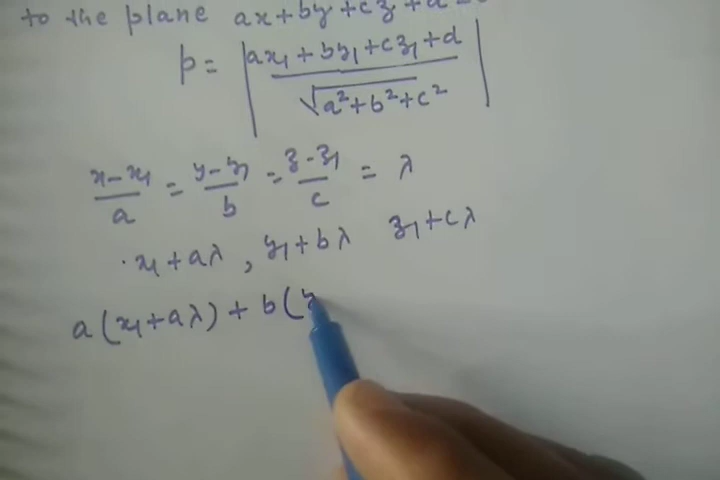 to the plane ax+by+cz+d
p = |ax₁+by₁+cz₁+d / √a²+b²+c²|
x-x₁/a = y-y₁/b = z-z₁/c = λ
x₁+aλ, y₁+bλ z₁+cλ
a(x₁+aλ)+b(y